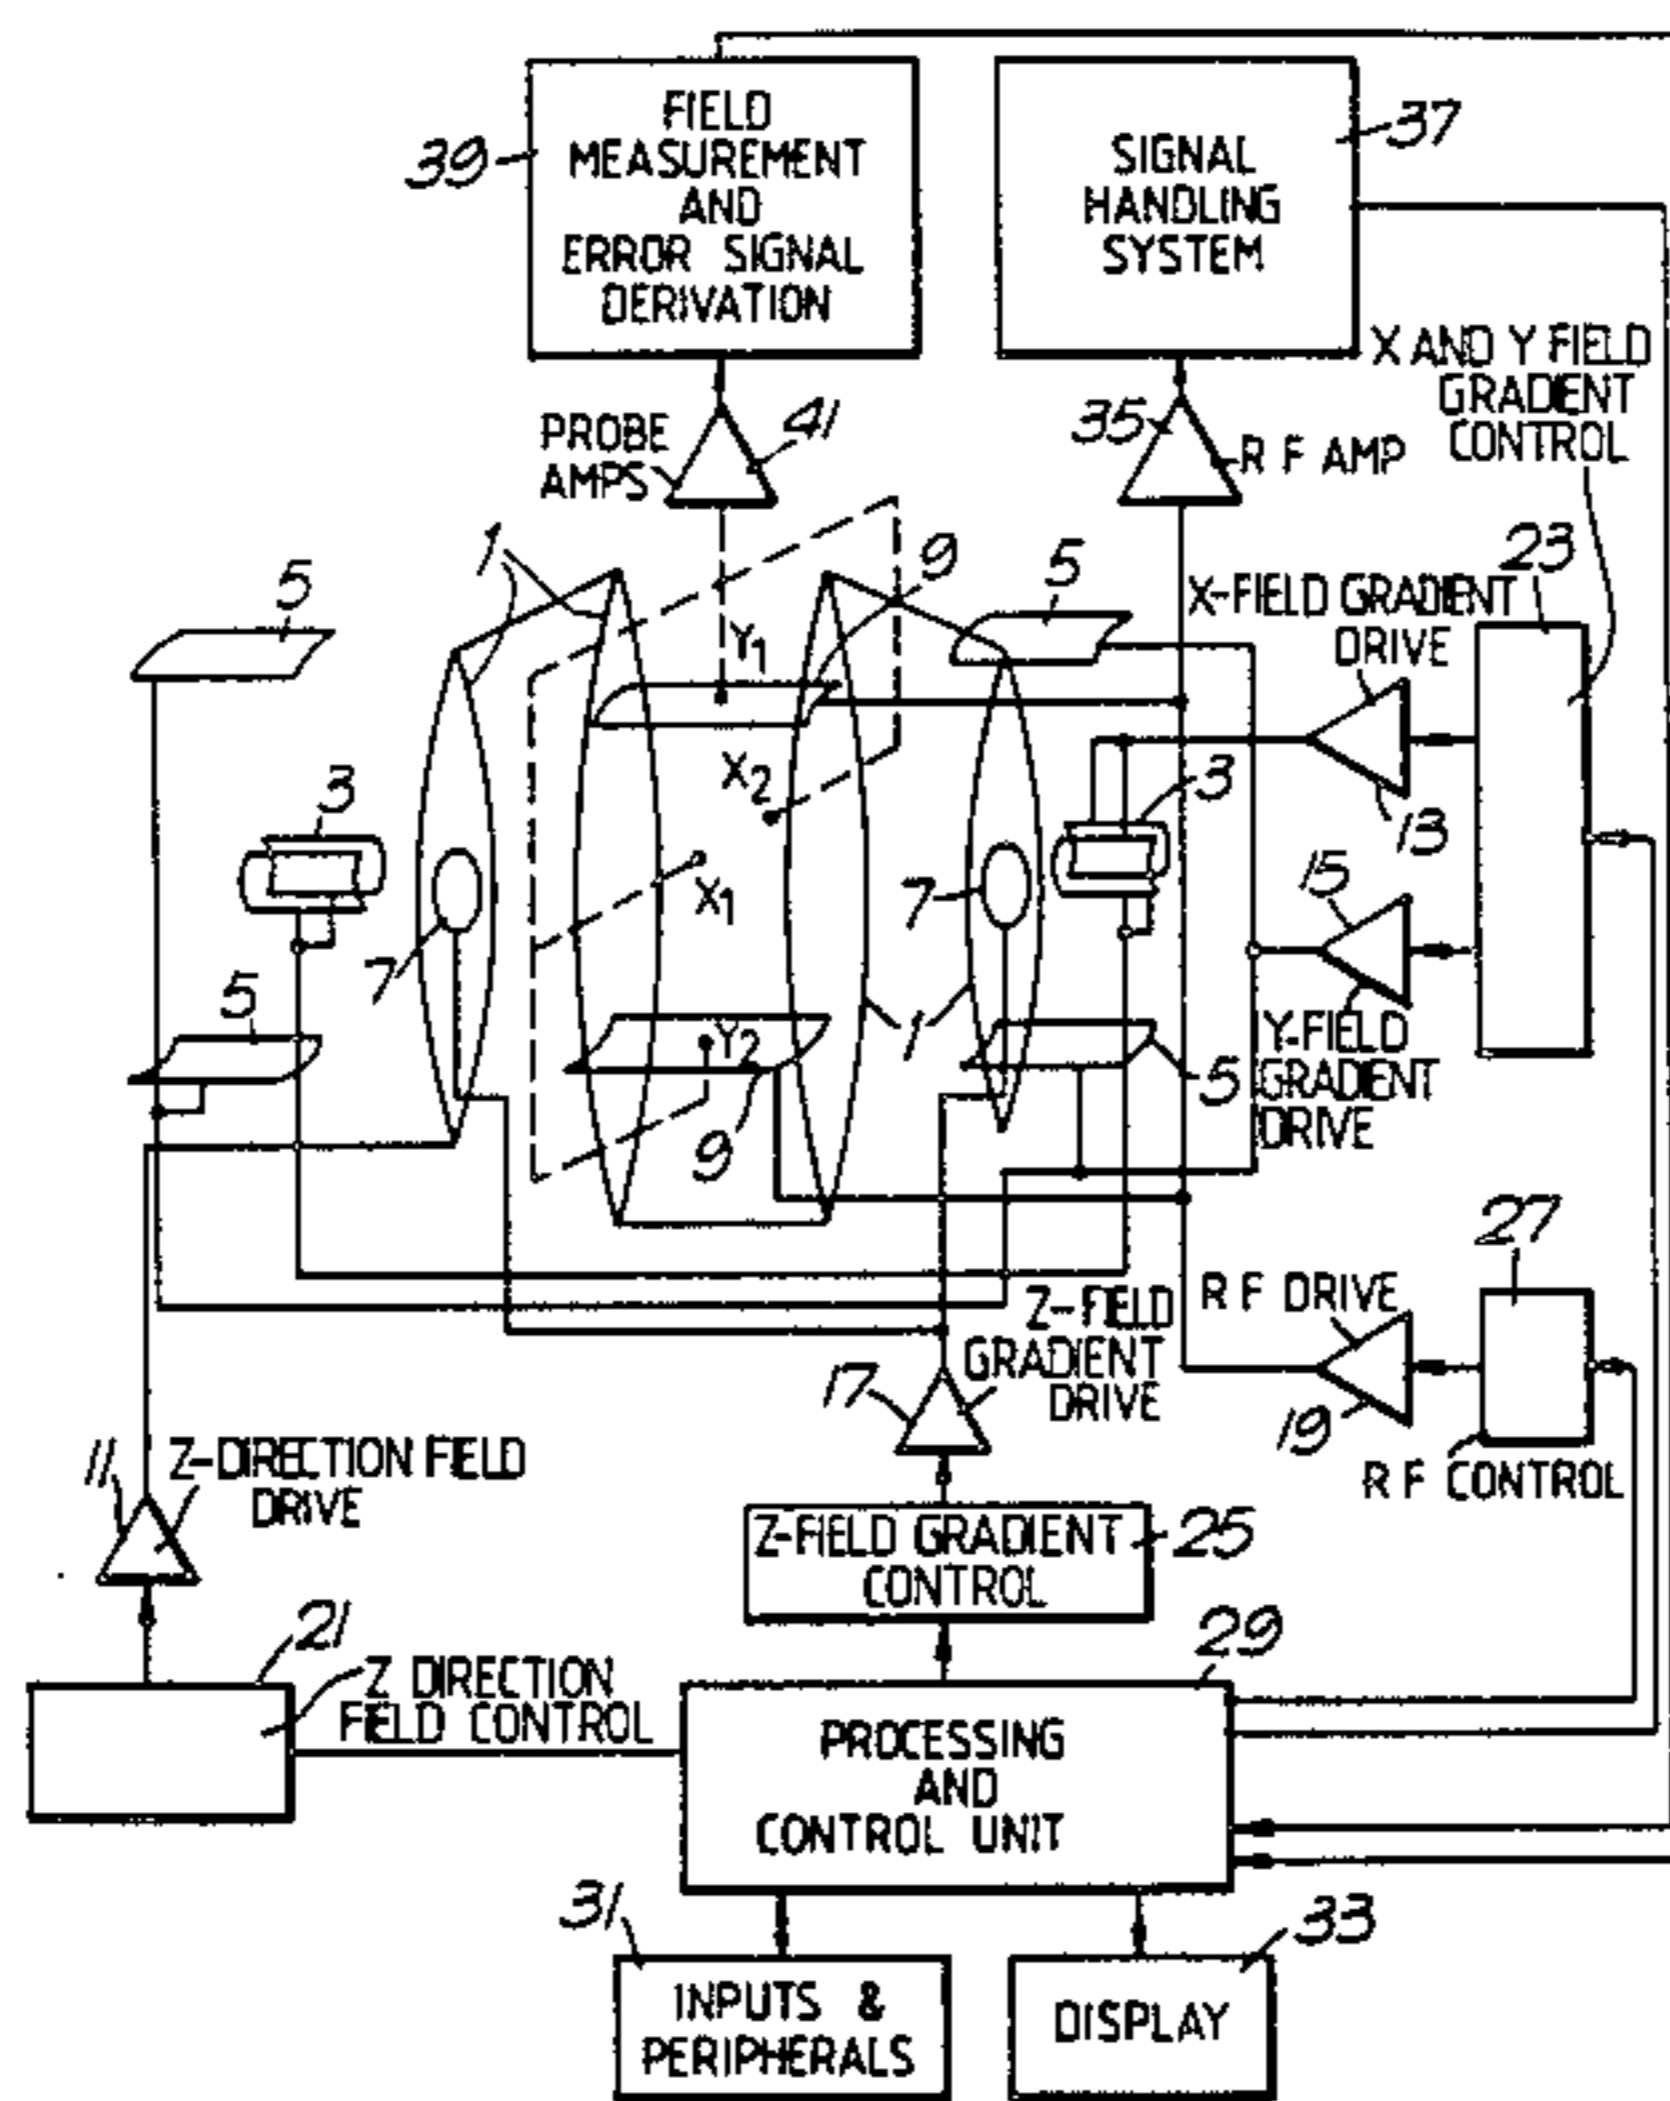 FIELD
MEASUREMENT
AND
ERROR SIGNAL
DERIVATION
39
SIGNAL
HANDLING
SYSTEM
37
X AND Y FIELD
GRADIENT
CONTROL
PROBE
AMPS
41
35
R F AMP
1
9
5
5
23
X-FIELD GRADIENT
DRIVE
Y1
X2
3
3
13
X1
7
7
15
5
Y2
1
Y-FIELD
GRADIENT
DRIVE
5
9
27
R F DRIVE
Z-FIELD
GRADIENT
DRIVE
17
19
R F CONTROL
11
Z-DIRECTION FIELD
DRIVE
Z-FIELD GRADIENT
CONTROL
25
21
Z DIRECTION
FIELD CONTROL
29
PROCESSING
AND
CONTROL UNIT
31
33
INPUTS &
PERIPHERALS
DISPLAY